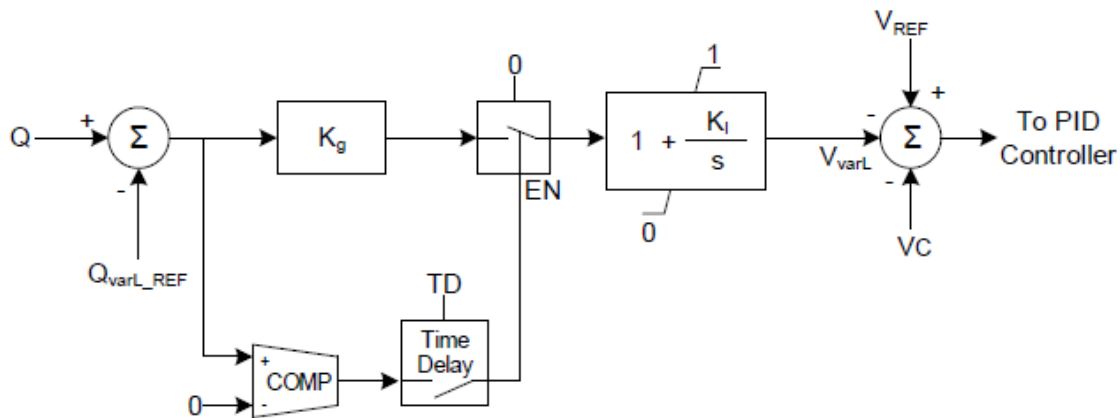 V_REF
0
1
+
+
Σ
K_g
1 + K_I/s
-
Σ
To PID
Controller
Q
-
EN
V_varL
-
0
VC
Q_varL_REF
TD
Time
Delay
+
COMP
0
-